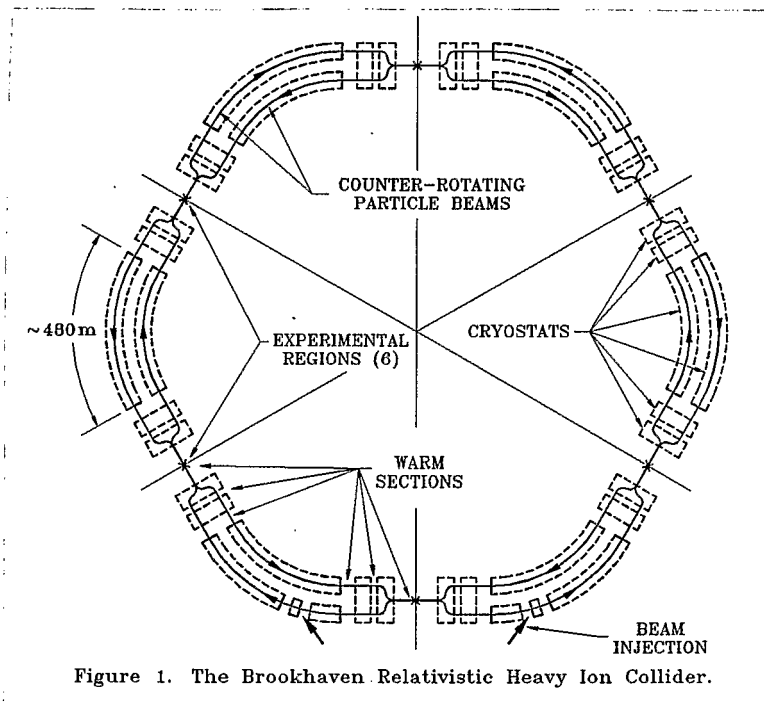 COUNTER-ROTATING
PARTICLE BEAMS
~480m
EXPERIMENTAL
REGIONS (6)
CRYOSTATS
WARM
SECTIONS
BEAM
INJECTION
Figure 1. The Brookhaven Relativistic Heavy Ion Collider.